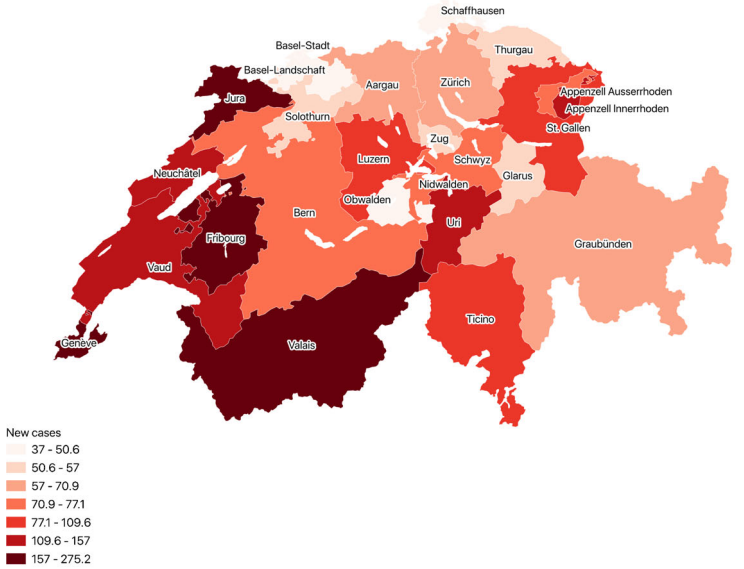 Schaffhausen
Basel-Stadt
Thurgau
Basel-Landschaft
Aargau
Zürich
Jura
Appenzell Ausserrhoden
Appenzell Innerrhoden
Solothurn
St. Gallen
Zug
Luzern
Schwyz
Neuchâtel
Glarus
Nidwalden
Obwalden
Bern
Uri
Fribourg
Graubünden
Vaud
Ticino
Genève
Valais
New cases
37 - 50.6
50.6 - 57
57 - 70.9
70.9 - 77.1
77.1 - 109.6
109.6 - 157
157 - 275.2